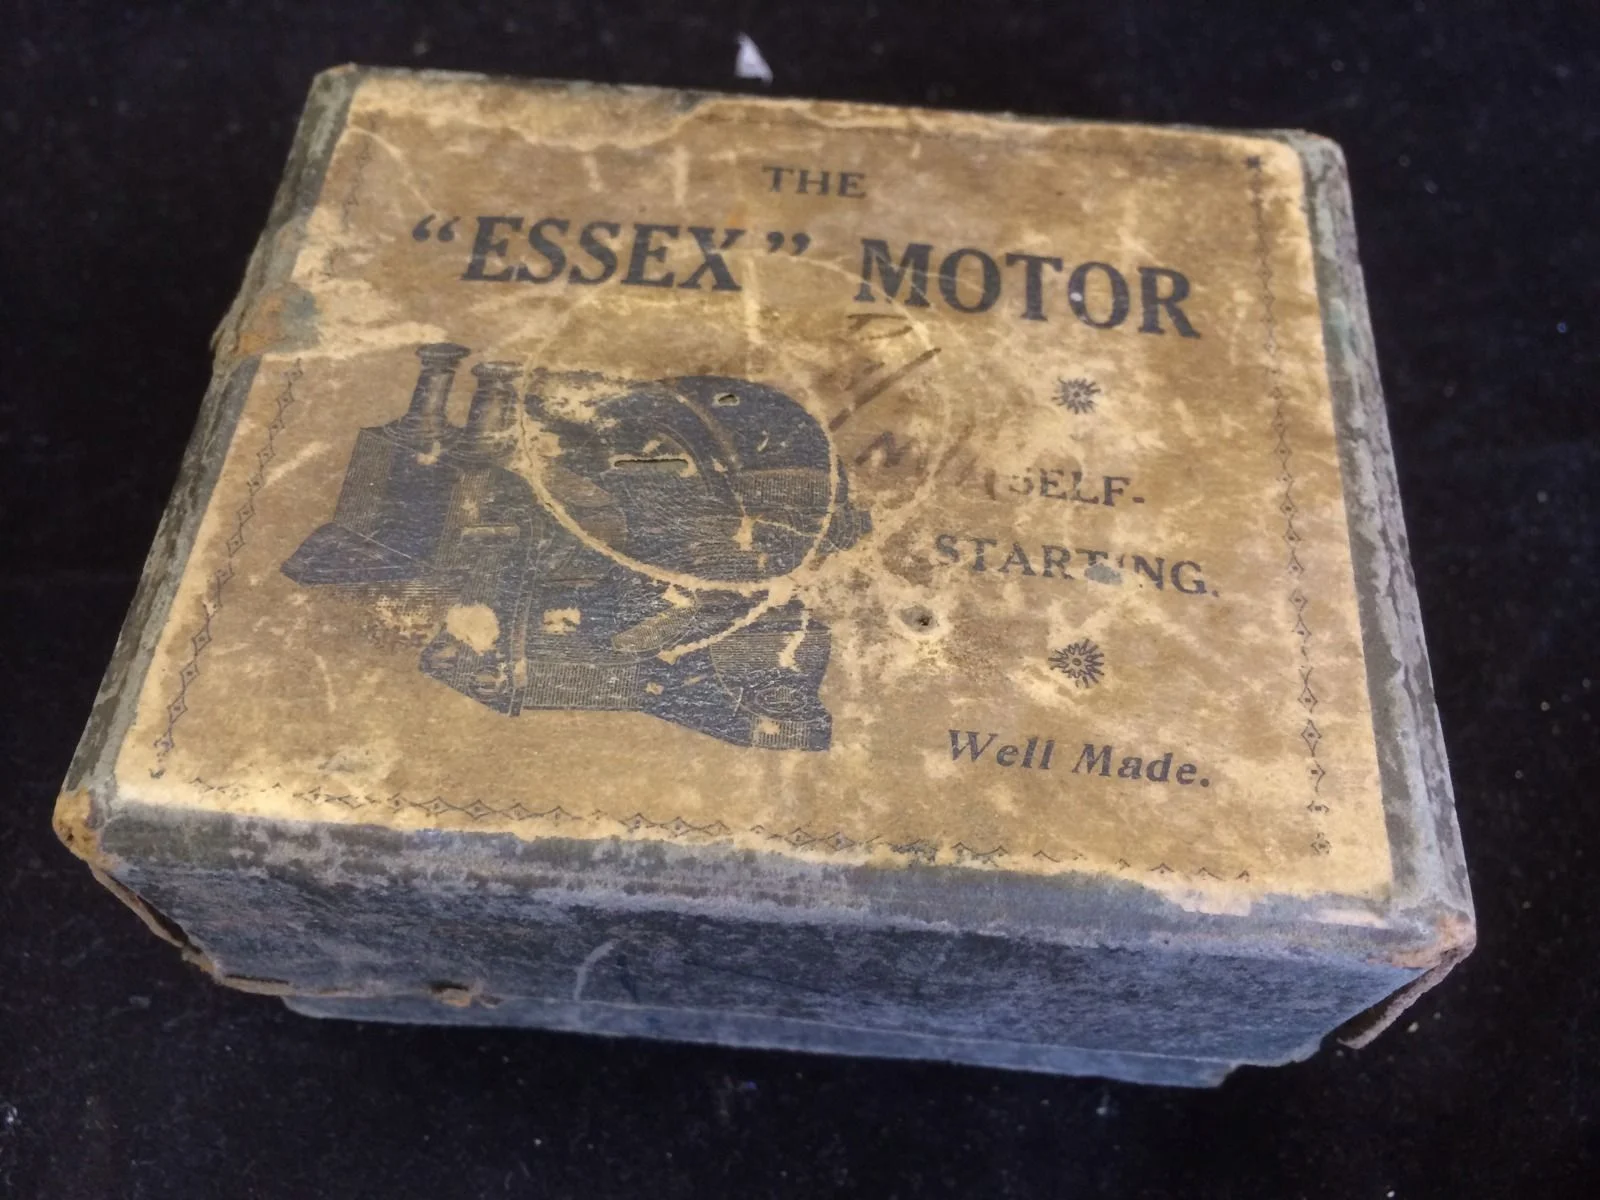 THE
"ESSEX" MOTOR
SELF-
STARTING.
Well Made.